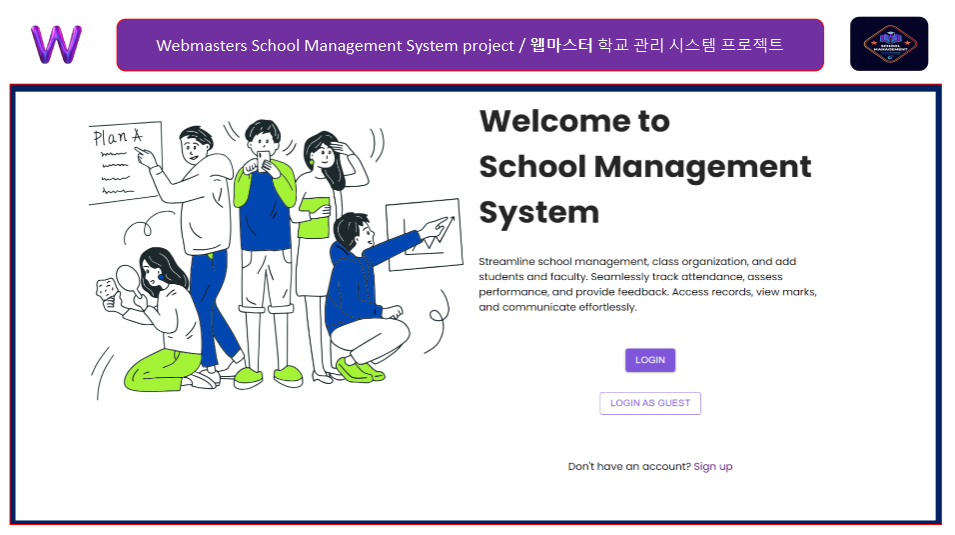 Webmasters School Management System project / 웹마스터 학교 관리 시스템 프로젝트
SCHOOL
MANAGEMENT
Plan A
Welcome to
School Management
System
Streamline school management, class organization, and add
students and faculty. Seamlessly track attendance, assess
performance, and provide feedback. Access records, view marks,
and communicate effortlessly.
LOGIN
LOGIN AS GUEST
Don't have an account? Sign up